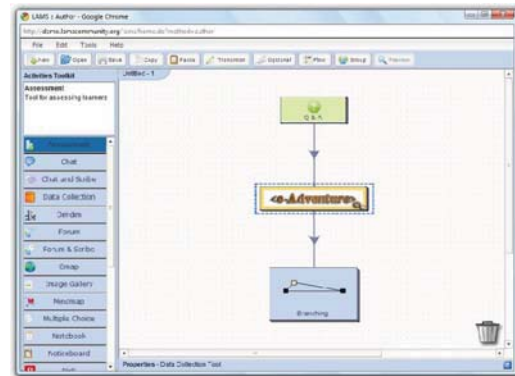 LAMS :: Author - Google Chrome
File Edit Tools Help
New Open Save Copy Paste Transition Optional Flow Group Preview
Activities Toolkit
Untitled - 1
Assessment
Tool for assessing learners
Q & A
Assessment
Chat
Chat and Scribe
Data Collection
<e-Adventure>
Dimdim
Forum
Forum & Scribe
Gmap
Image Gallery
Mindmap
Multiple Choice
Branching
Notebook
Noticeboard
Properties - Data Collection Tool